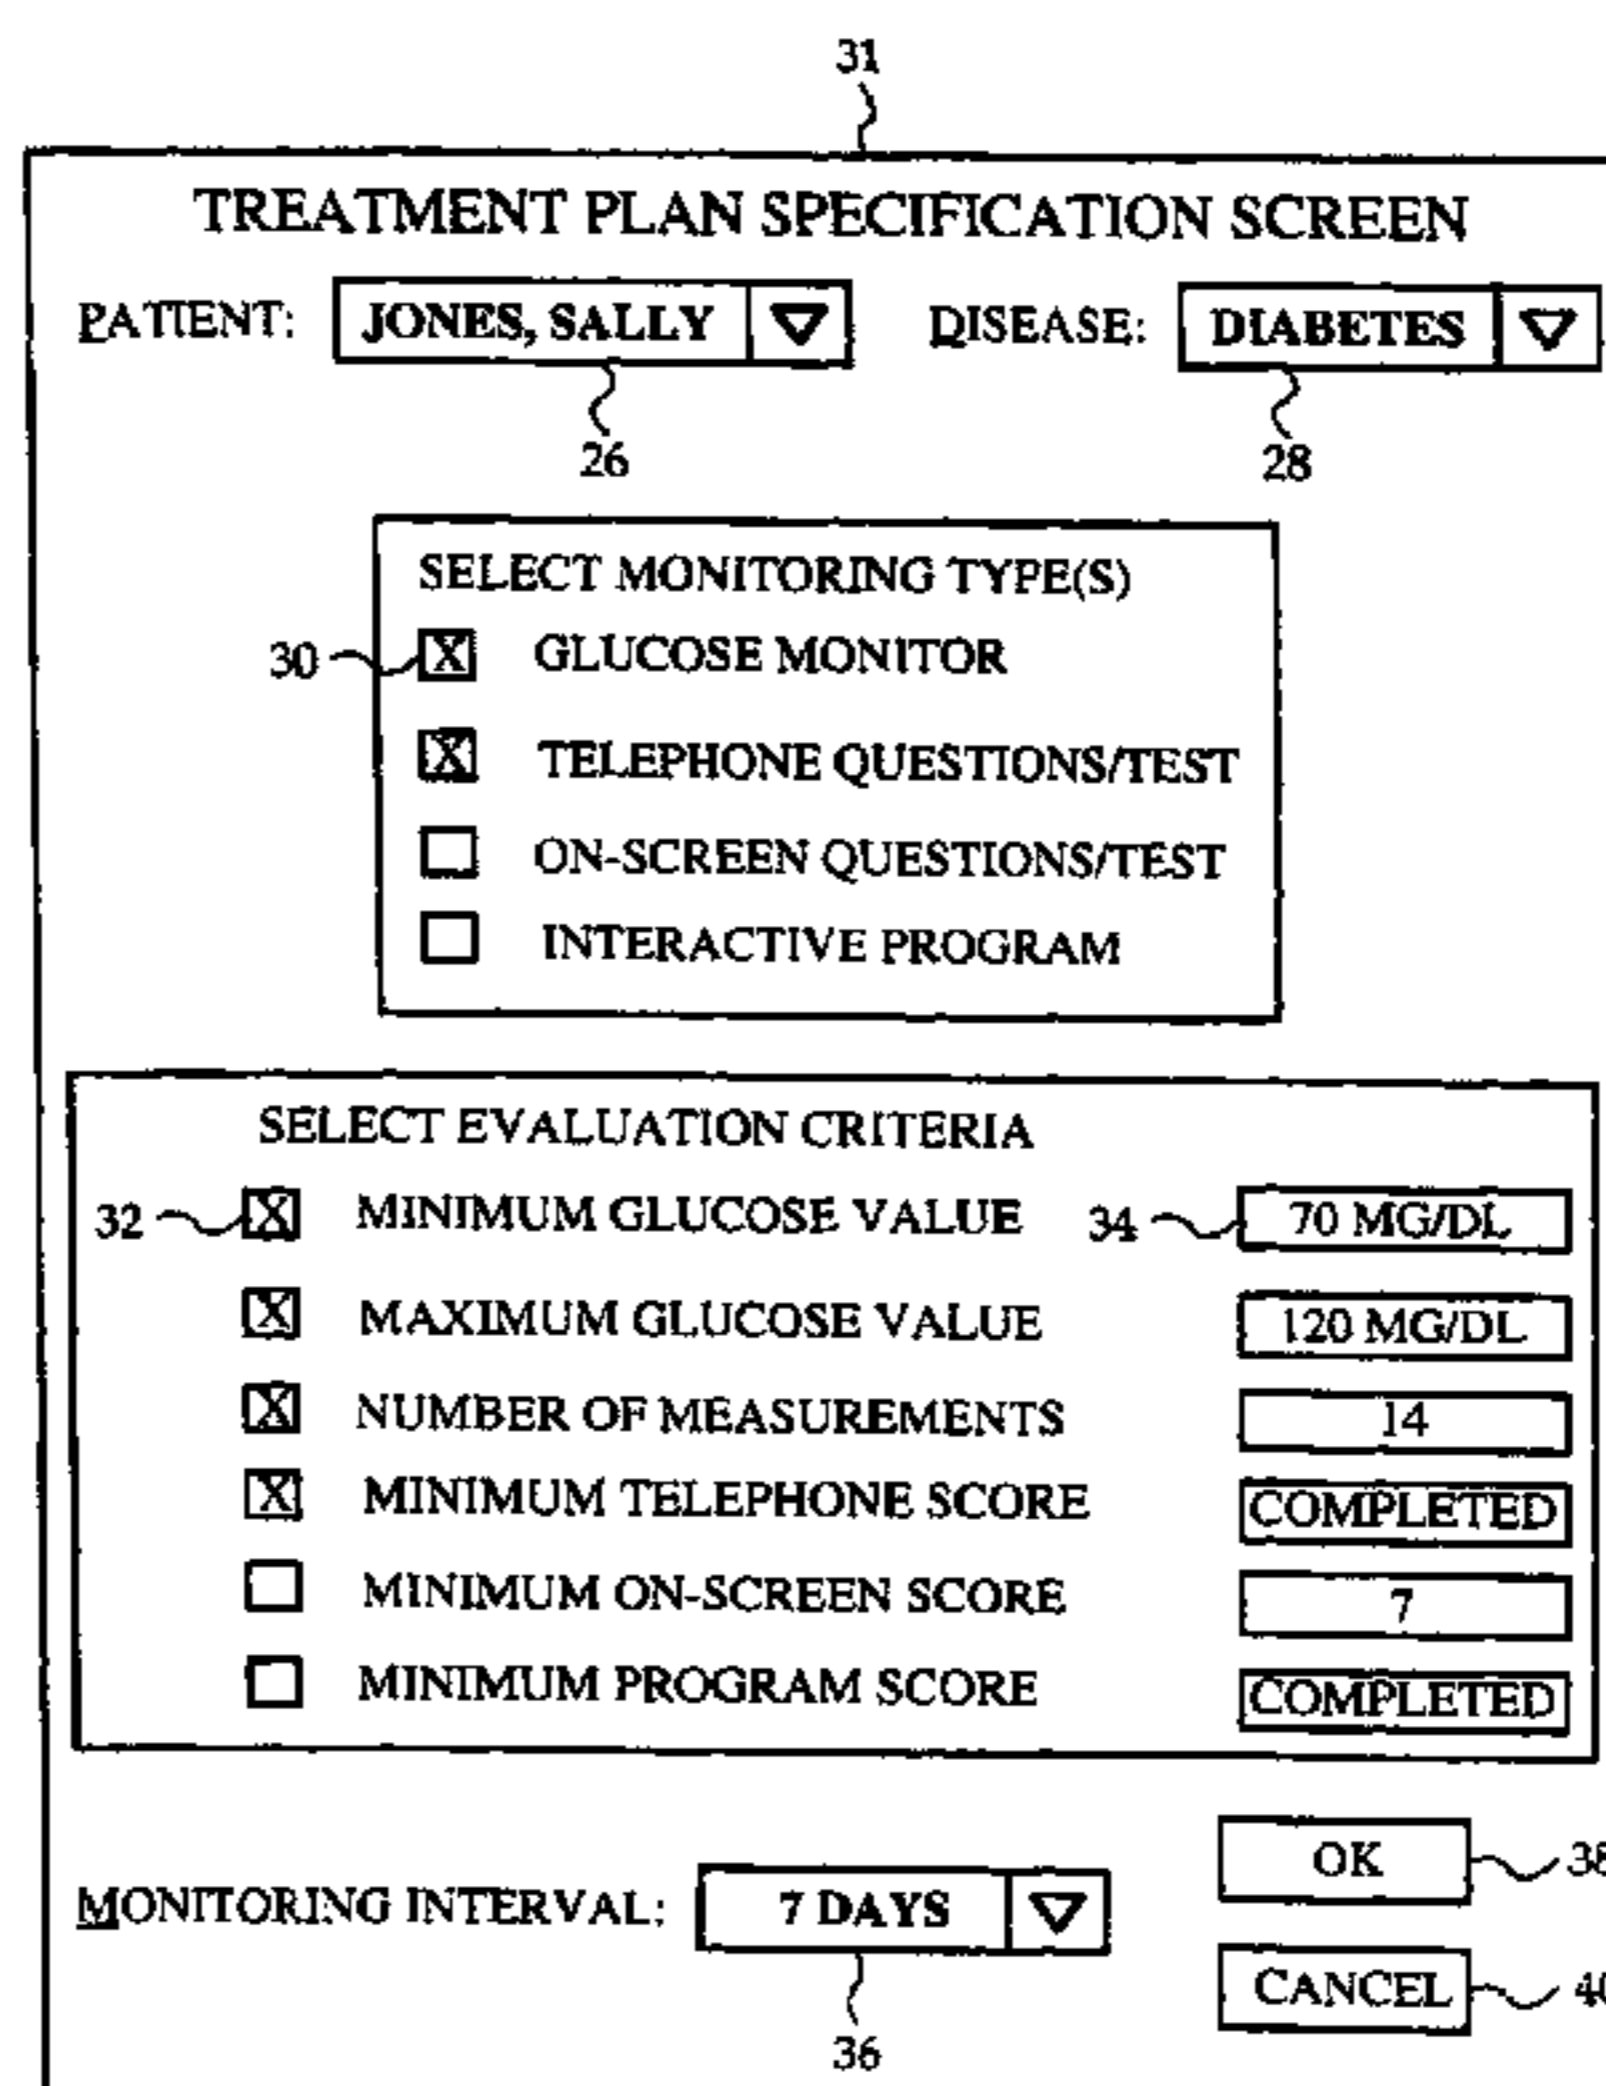 31
TREATMENT PLAN SPECIFICATION SCREEN
PATIENT: JONES, SALLY DISEASE: DIABETES
26 28
SELECT MONITORING TYPE(S)
30 X GLUCOSE MONITOR
X TELEPHONE QUESTIONS/TEST
ON-SCREEN QUESTIONS/TEST
INTERACTIVE PROGRAM
SELECT EVALUATION CRITERIA
32 X MINIMUM GLUCOSE VALUE 34 70 MG/DL
X MAXIMUM GLUCOSE VALUE 120 MG/DL
X NUMBER OF MEASUREMENTS 14
X MINIMUM TELEPHONE SCORE COMPLETED
MINIMUM ON-SCREEN SCORE 7
MINIMUM PROGRAM SCORE COMPLETED
OK 38
MONITORING INTERVAL: 7 DAYS
CANCEL 40
36